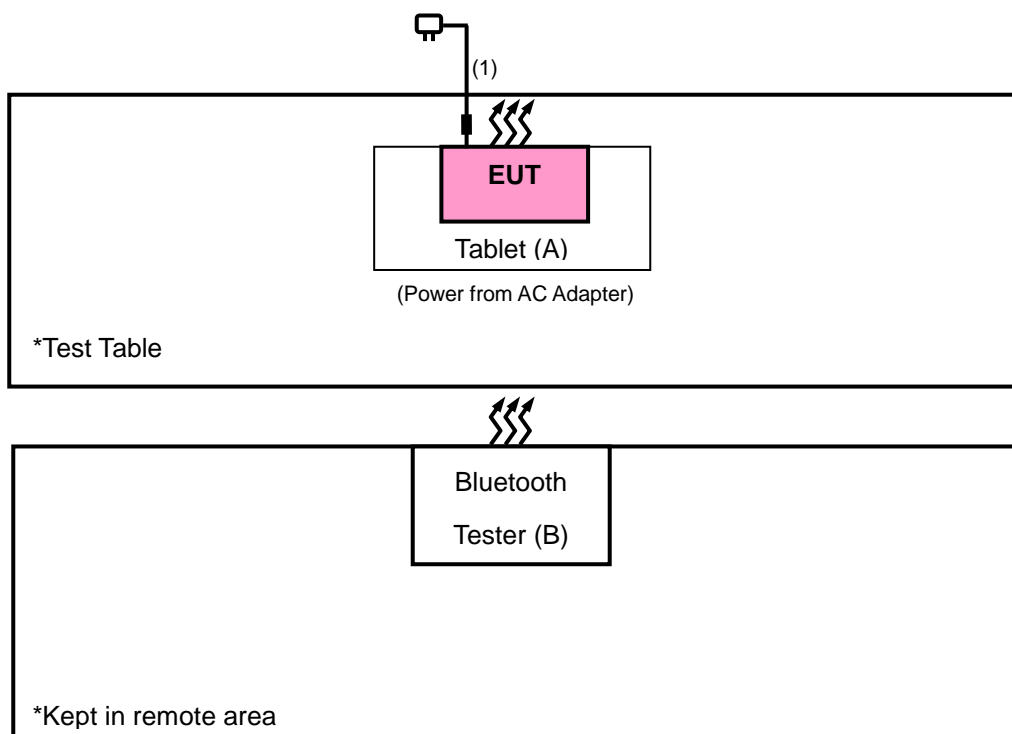 (1)
EUT
Tablet (A)
(Power from AC Adapter)
*Test Table
Bluetooth
Tester (B)
*Kept in remote area